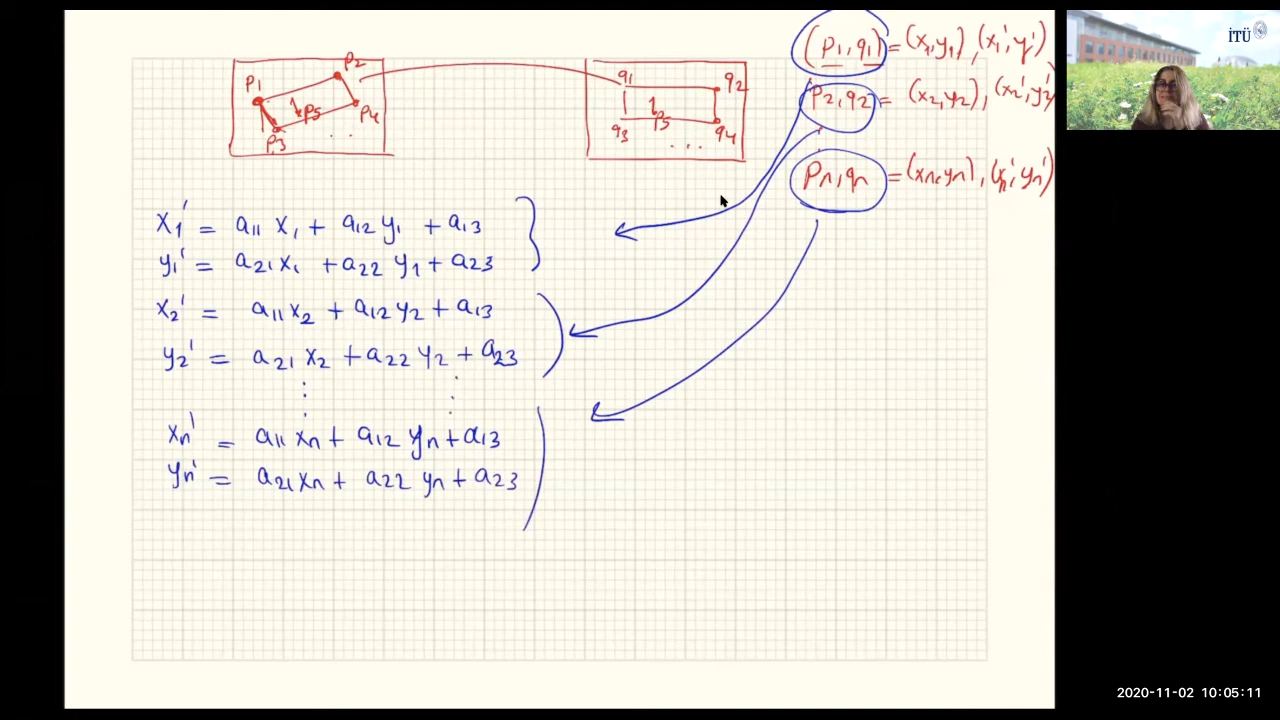 (p1, q1) = (x1, y1), (x1', y')
p2, q2 = (x2, y2), (x2', y2')
pn, qn = (xn, yn), (xn', yn')
p1 p2 p3 p4 p5 . .
q1 q2 q3 q4 p5 ...
x1' = a11 x1 + a12 y1 + a13
y1' = a21 x1 + a22 y1 + a23
x2' = a11 x2 + a12 y2 + a13
y2' = a21 x2 + a22 y2 + a23
xn' = a11 xn + a12 yn + a13
yn' = a21 xn + a22 yn + a23
İTÜ
2020-11-02 10:05:11